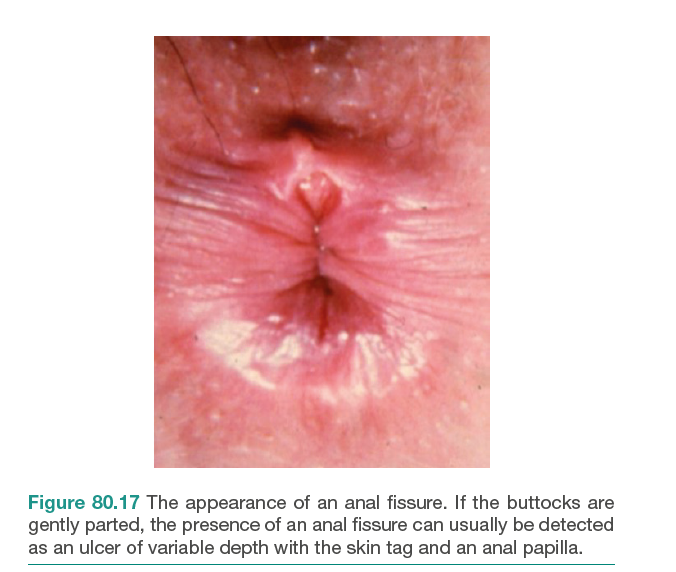 Figure 80.17 The appearance of an anal fissure. If the buttocks are
gently parted, the presence of an anal fissure can usually be detected
as an ulcer of variable depth with the skin tag and an anal papilla.